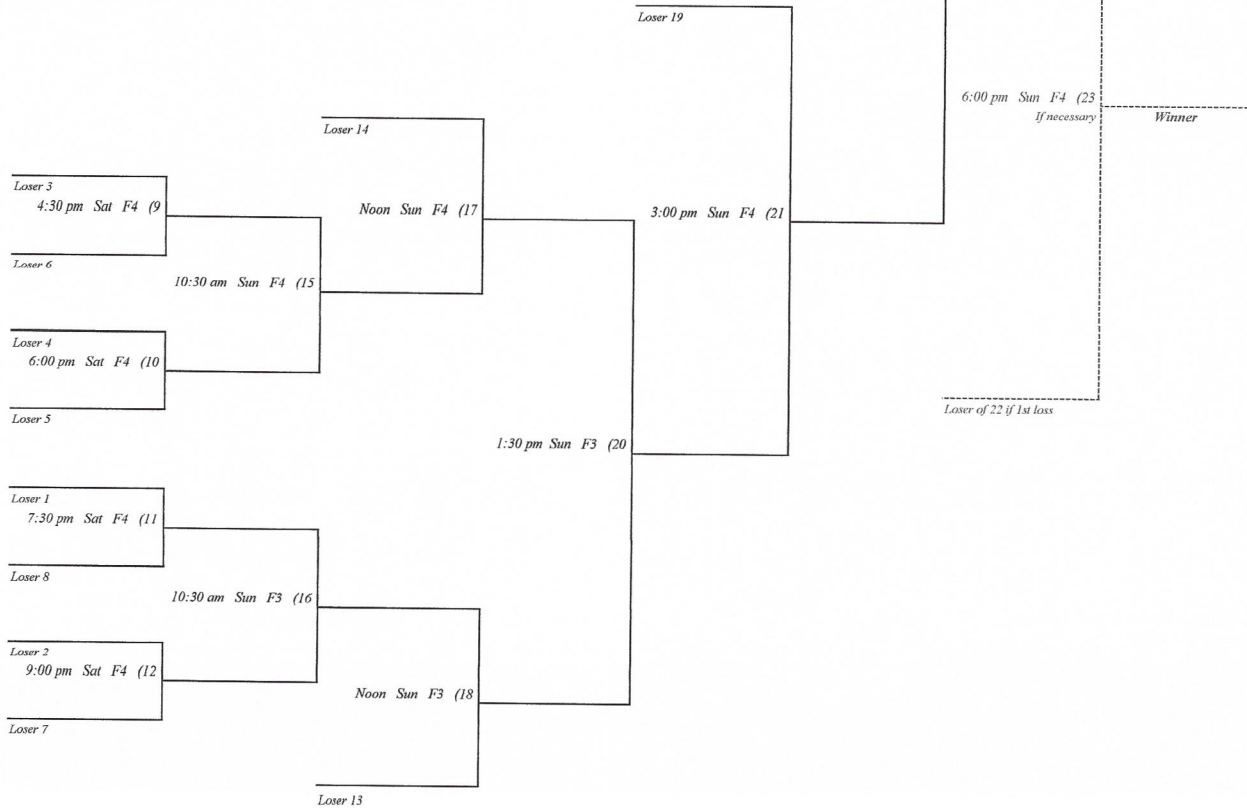 Loser 19
6:00 pm Sun F4 (23
If necessary
Winner
Loser 14
Loser 3
4:30 pm Sat F4 (9
Noon Sun F4 (17
3:00 pm Sun F4 (21
Loser 6
10:30 am Sun F4 (15
Loser 4
6:00 pm Sat F4 (10
Loser 5
Loser of 22 if 1st loss
1:30 pm Sun F3 (20
Loser 1
7:30 pm Sat F4 (11
Loser 8
10:30 am Sun F3 (16
Loser 2
9:00 pm Sat F4 (12
Noon Sun F3 (18
Loser 7
Loser 13